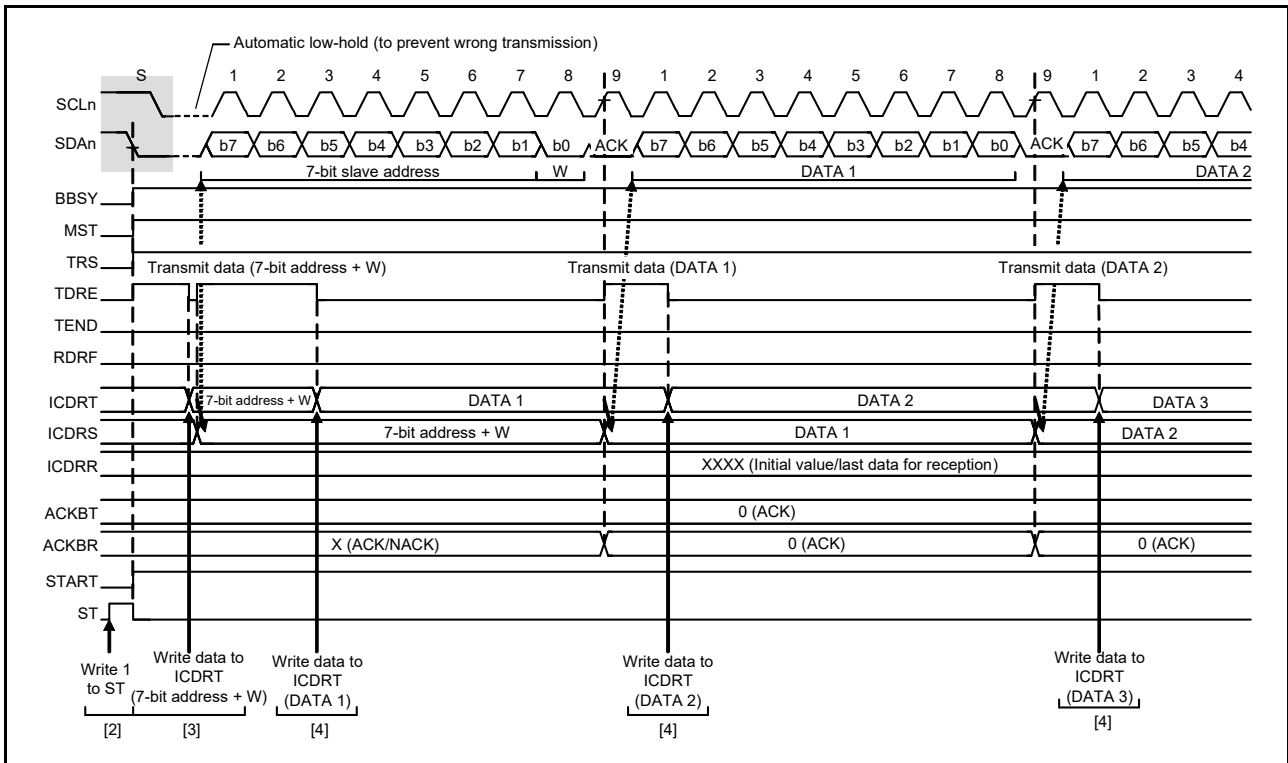 Automatic low-hold (to prevent wrong transmission)
S 1 2 3 4 5 6 7 8 9 1 2 3 4 5 6 7 8 9 1 2 3 4
SCLn
SDAn b7 b6 b5 b4 b3 b2 b1 b0 ACK b7 b6 b5 b4 b3 b2 b1 b0 ACK b7 b6 b5 b4
7-bit slave address W DATA 1 DATA 2
BBSY
MST
TRS
Transmit data (7-bit address + W) Transmit data (DATA 1) Transmit data (DATA 2)
TDRE
TEND
RDRF
ICDRT 7-bit address + W DATA 1 DATA 2 DATA 3
ICDRS 7-bit address + W DATA 1 DATA 2
ICDRR XXXX (Initial value/last data for reception)
ACKBT 0 (ACK)
ACKBR X (ACK/NACK) 0 (ACK) 0 (ACK)
START
ST
Write 1
to ST
Write data to
ICDRT
(7-bit address + W)
Write data to
ICDRT
(DATA 1)
Write data to
ICDRT
(DATA 2)
Write data to
ICDRT
(DATA 3)
[2] [3] [4] [4] [4]